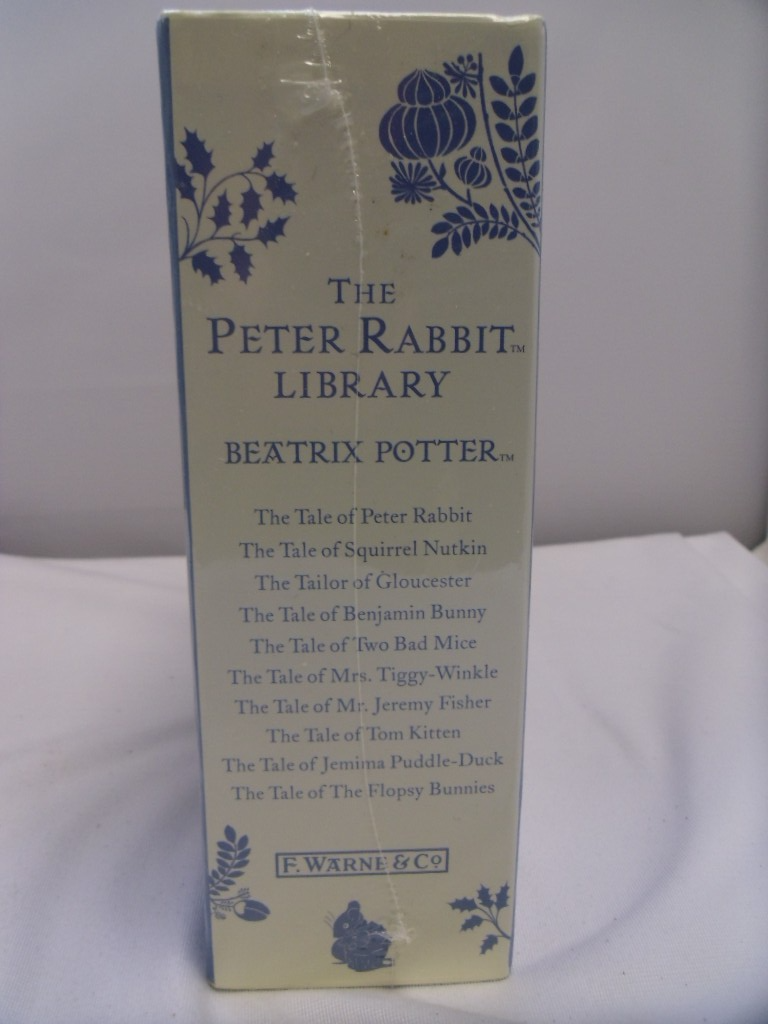 THE
PETER RABBIT™
LIBRARY
BEATRIX POTTER™
The Tale of Peter Rabbit
The Tale of Squirrel Nutkin
The Tailor of Gloucester
The Tale of Benjamin Bunny
The Tale of Two Bad Mice
The Tale of Mrs. Tiggy-Winkle
The Tale of Mr. Jeremy Fisher
The Tale of Tom Kitten
The Tale of Jemima Puddle-Duck
The Tale of The Flopsy Bunnies
F. WARNE & Co